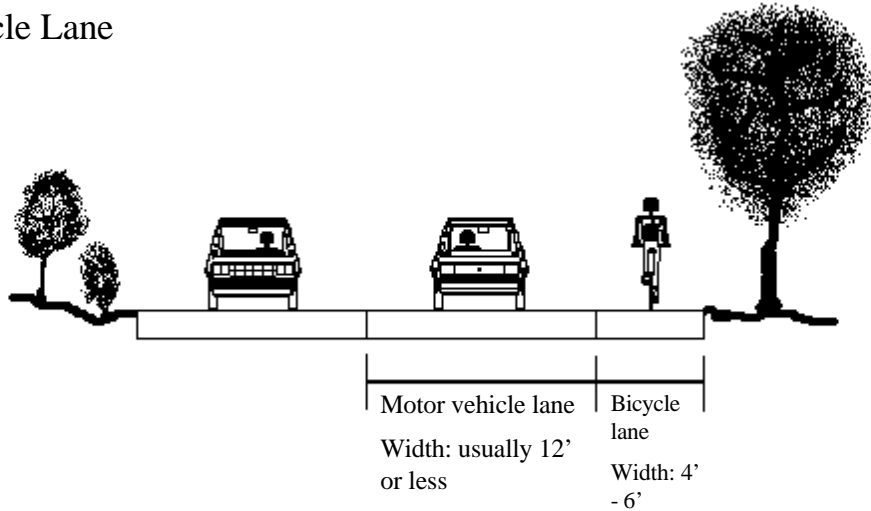 cle Lane
Motor vehicle lane
Width: usually 12’
or less
Bicycle
lane
Width: 4’
- 6’